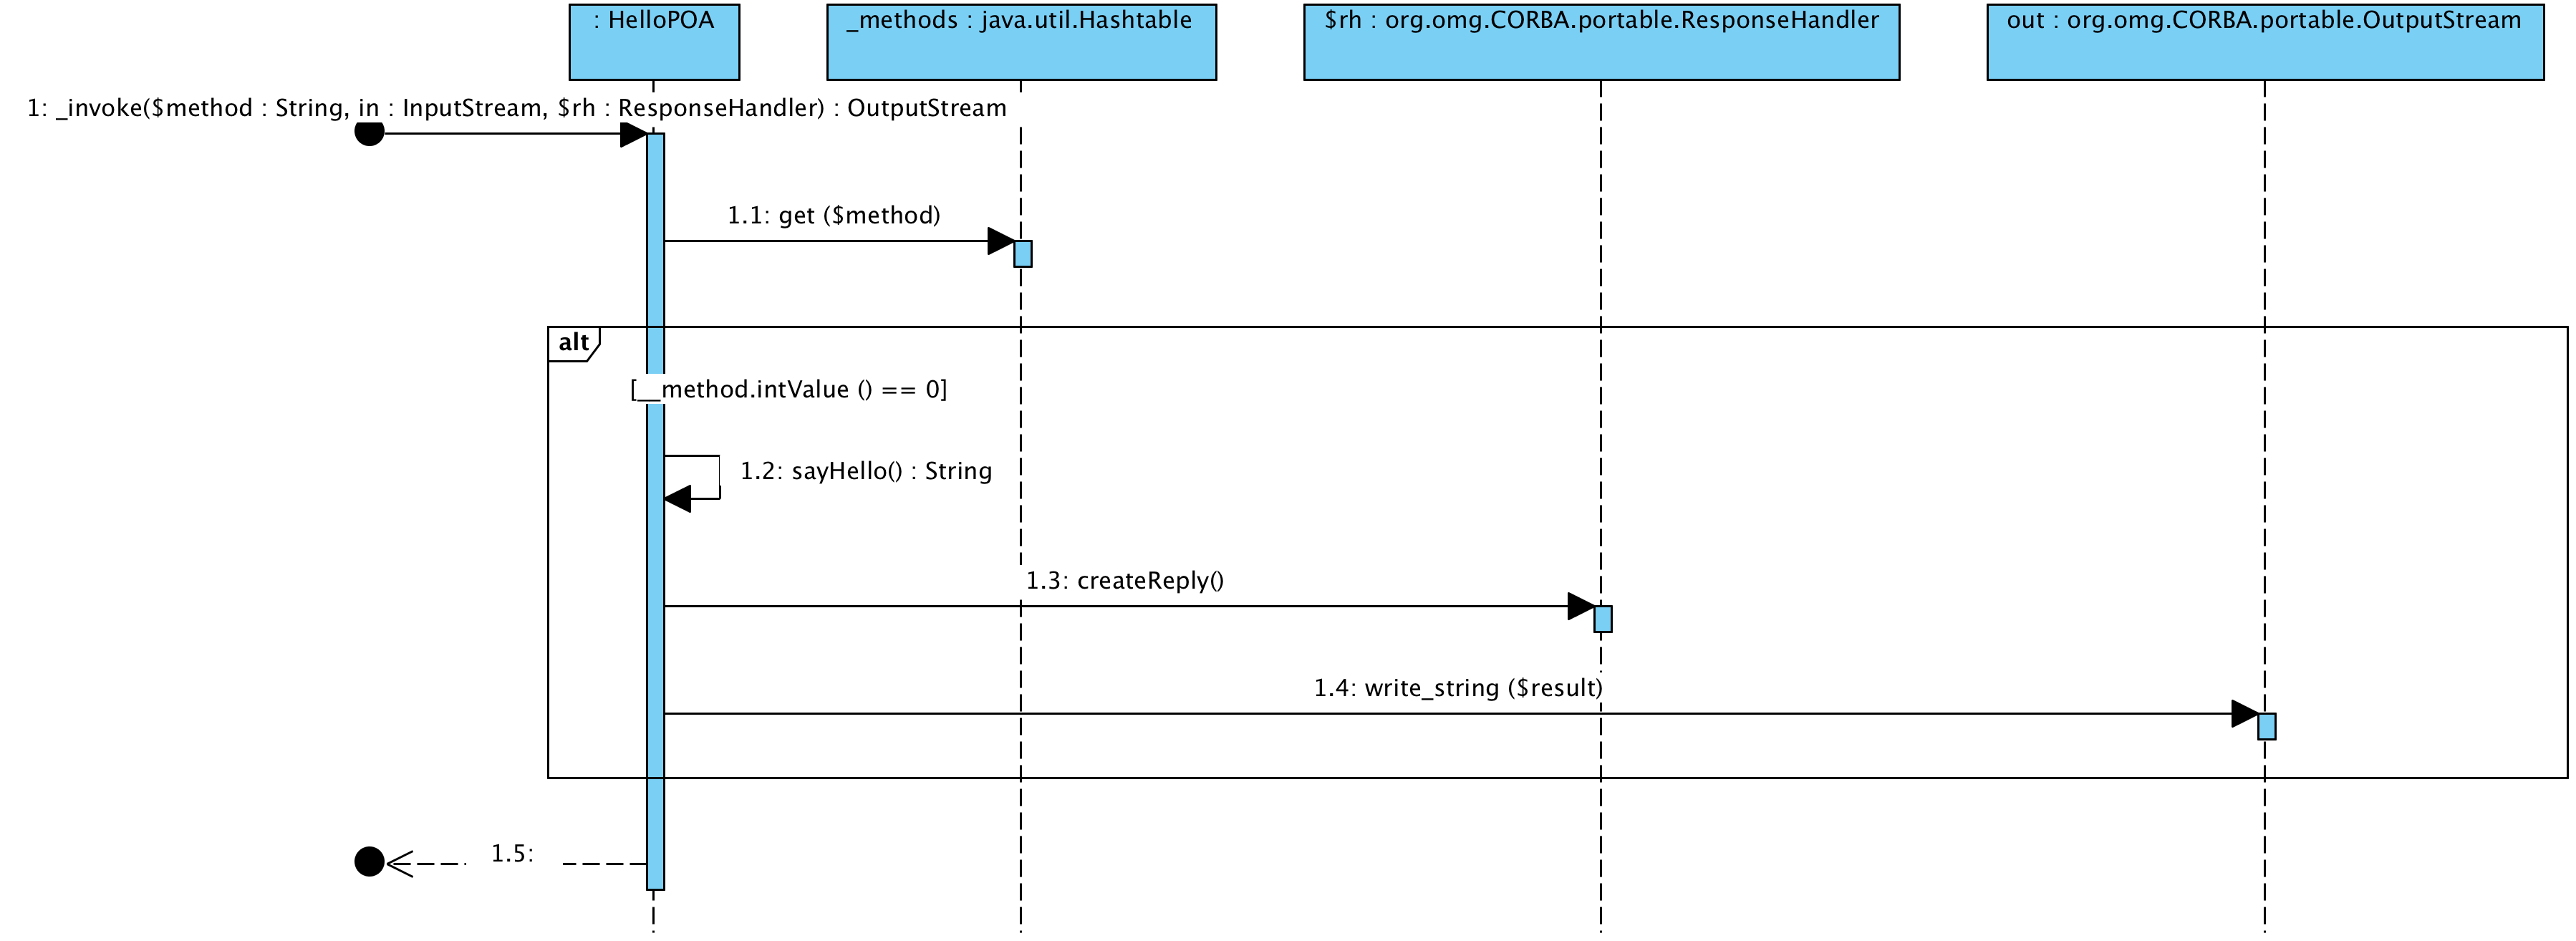 : HelloPOA
_methods : java.util.Hashtable
$rh : org.omg.CORBA.portable.ResponseHandler
out : org.omg.CORBA.portable.OutputStream
1: _invoke($method : String, in : InputStream, $rh : ResponseHandler) : OutputStream
1.1: get ($method)
alt
[__method.intValue () == 0]
1.2: sayHello() : String
1.3: createReply()
1.4: write_string ($result)
1.5: